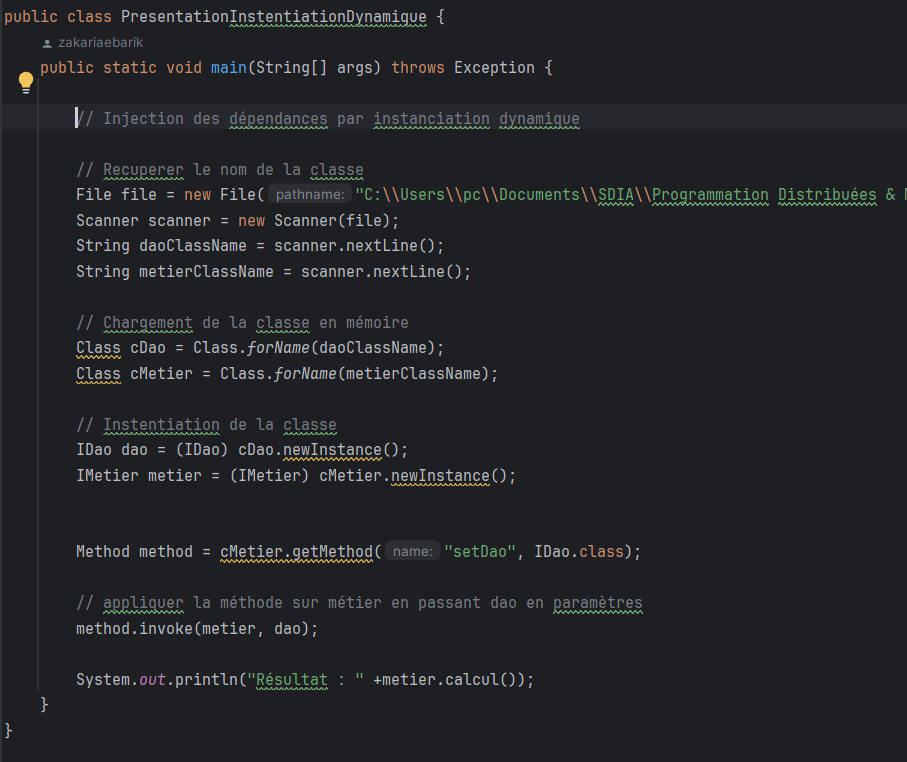 public class PresentationInstentiationDynamique {
zakariaebarik
public static void main(String[] args) throws Exception {
// Injection des dépendances par instanciation dynamique
// Recuperer le nom de la classe
File file = new File( pathname: "C:\\Users\\pc\\Documents\\SDIA\\Programmation Distribuées &
Scanner scanner = new Scanner(file);
String daoClassName = scanner.nextLine();
String metierClassName = scanner.nextLine();
// Chargement de la classe en mémoire
Class cDao = Class.forName(daoClassName);
Class cMetier = Class.forName(metierClassName);
// Instentiation de la classe
IDao dao = (IDao) cDao.newInstance();
IMetier metier = (IMetier) cMetier.newInstance();
Method method = cMetier.getMethod( name: "setDao", IDao.class);
// appliquer la méthode sur métier en passant dao en paramètres
method.invoke(metier, dao);
System.out.println("Résultat : " +metier.calcul());
}
}